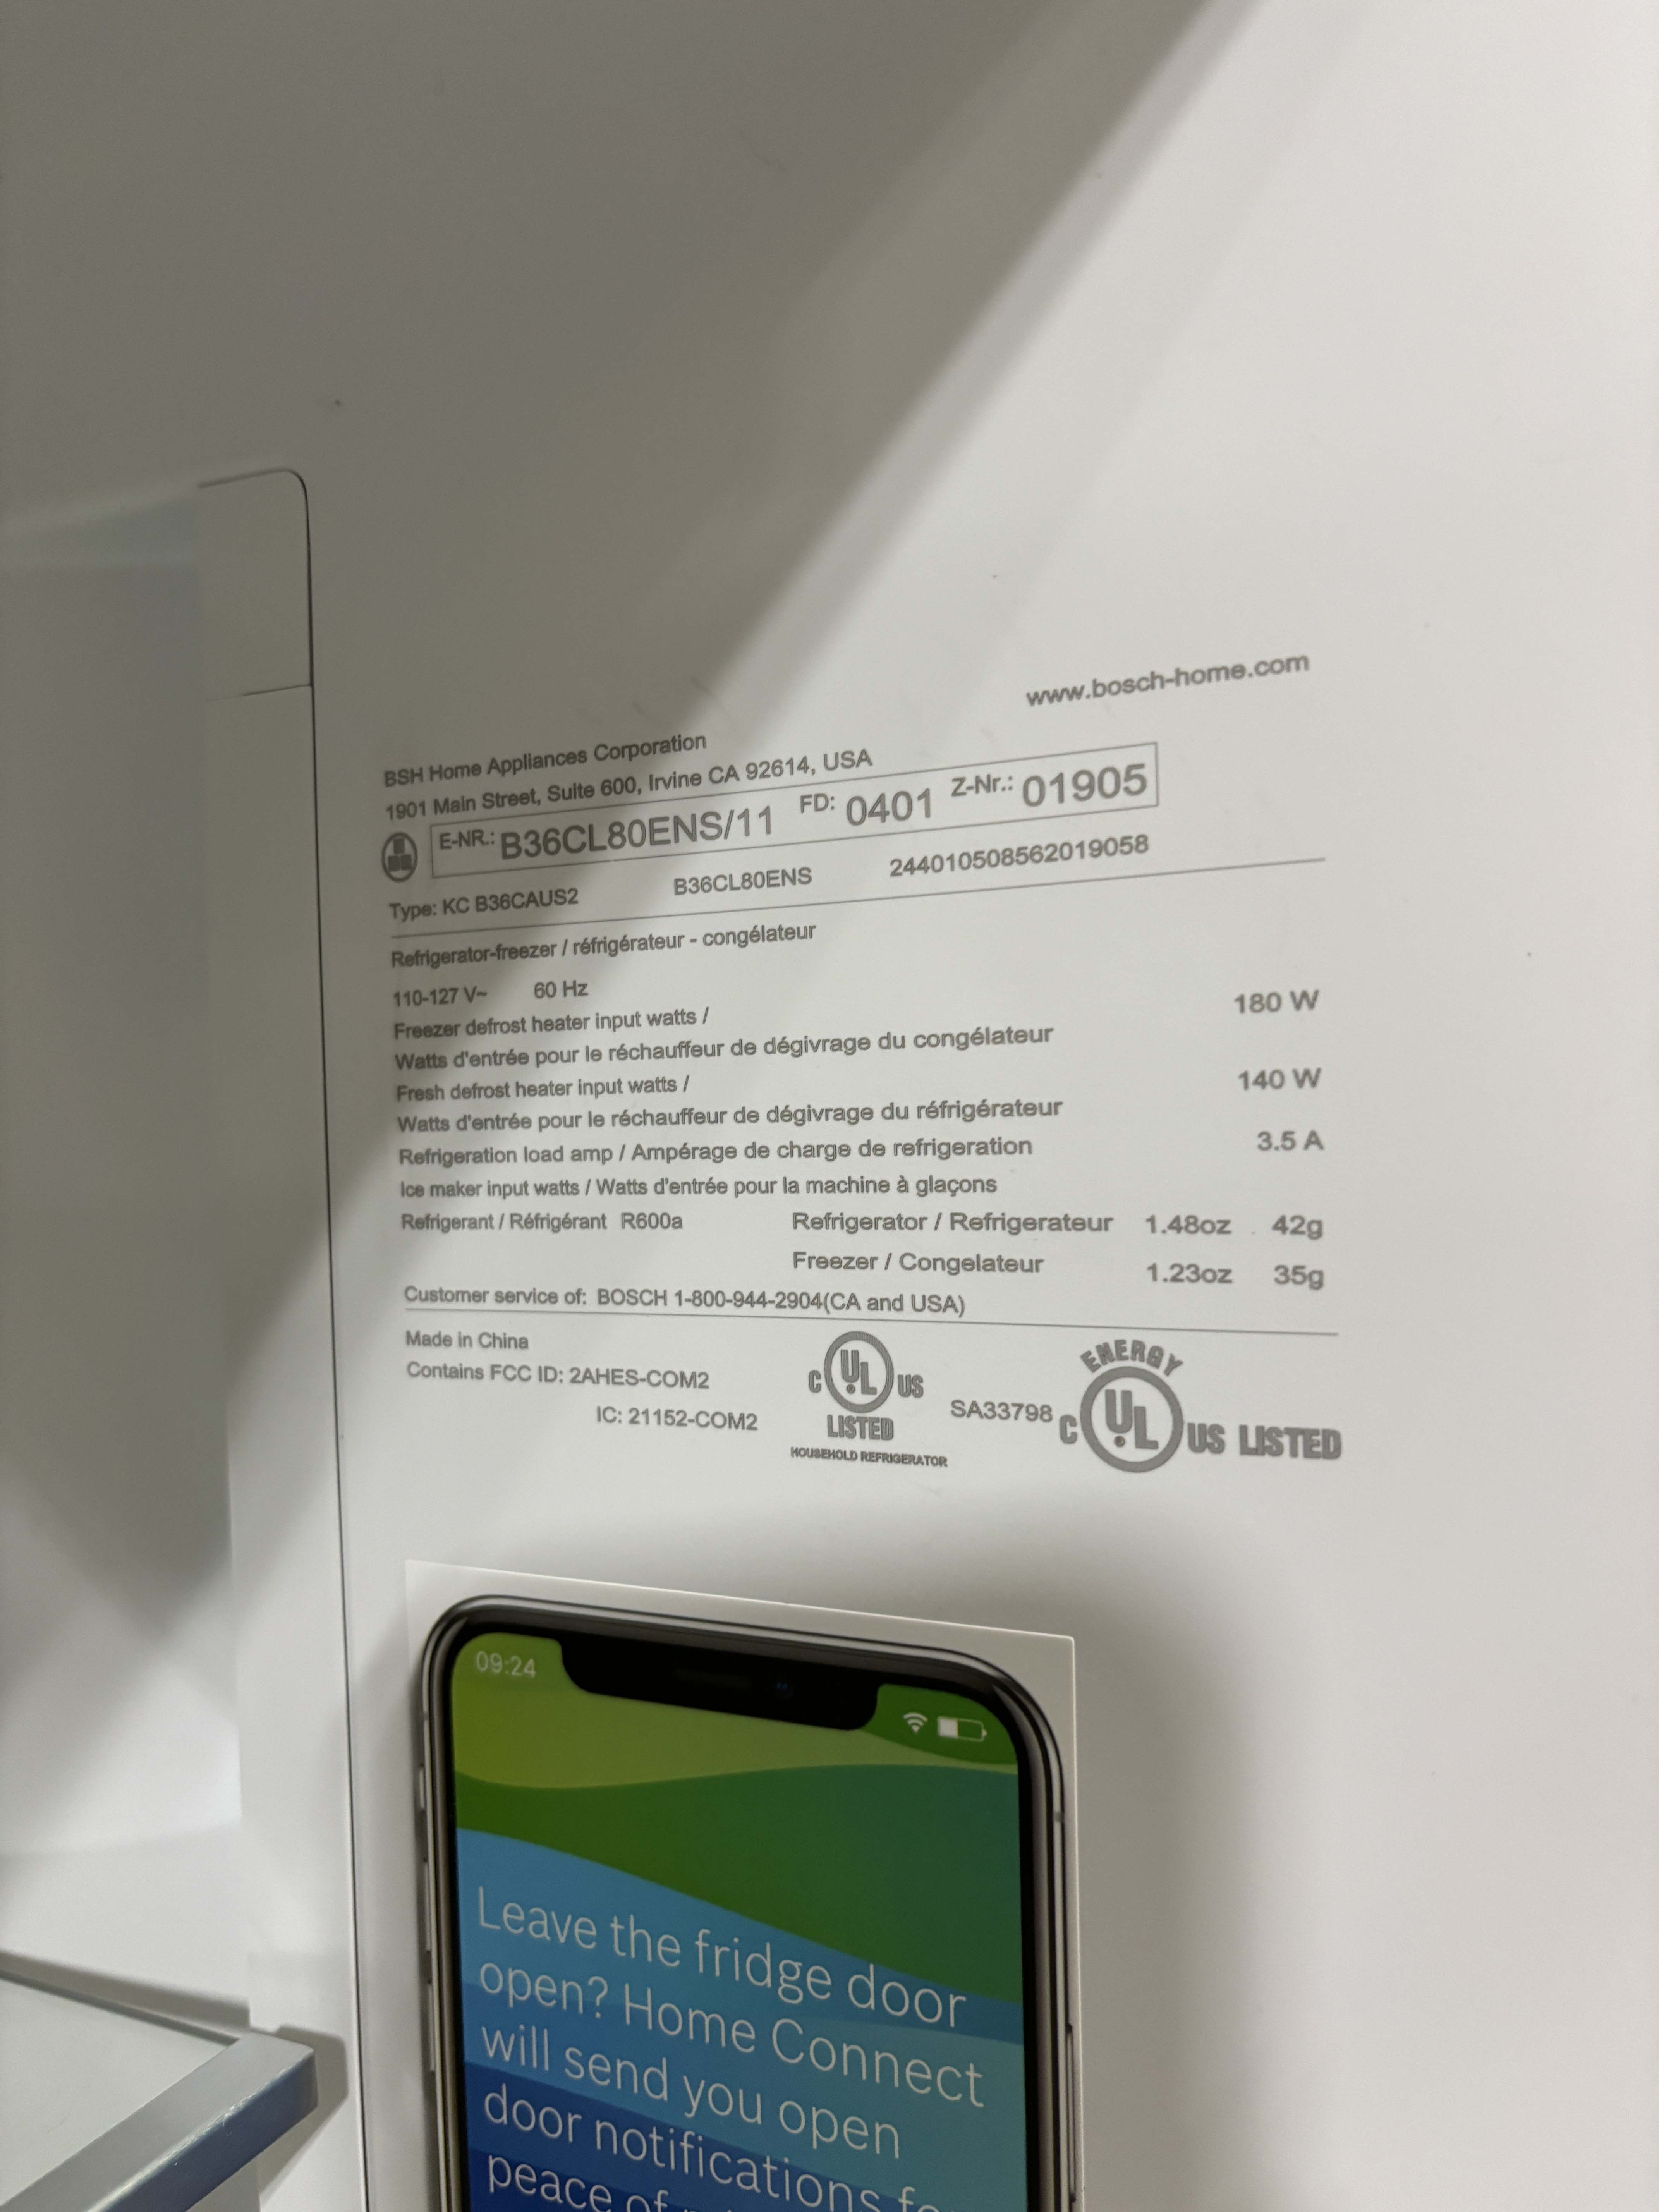 www.bosch-home.com
BSH Home Appliances Corporation
1901 Main Street, Suite 600, Irvine CA 92614, USA
E-NR.: B36CL80ENS/11 FD: 0401 Z-Nr.: 01905
Type: KC B36CAUS2 B36CL80ENS 244010508562019058
Refrigerator-freezer / réfrigérateur - congélateur
110-127 V~ 60 Hz
Freezer defrost heater input watts / 180 W
Watts d'entrée pour le réchauffeur de dégivrage du congélateur
Fresh defrost heater input watts / 140 W
Watts d'entrée pour le réchauffeur de dégivrage du réfrigérateur
Refrigeration load amp / Ampérage de charge de refrigeration 3.5 A
Ice maker input watts / Watts d'entrée pour la machine à glaçons
Refrigerant / Réfrigérant R600a Refrigerator / Refrigerateur 1.48oz 42g
Freezer / Congelateur 1.23oz 35g
Customer service of: BOSCH 1-800-944-2904(CA and USA)
Made in China
Contains FCC ID: 2AHES-COM2
IC: 21152-COM2
C UL US
LISTED
HOUSEHOLD REFRIGERATOR
SA33798
ENERGY
C UL US LISTED
09:24
Leave the fridge door
open? Home Connect
will send you open
door notifications
peace of